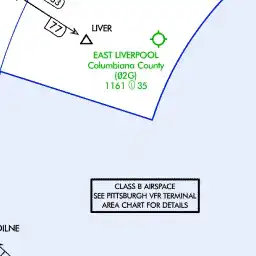 77
LIVER
EAST LIVERPOOL
Columbiana County
(02G)
1161 Ⓛ 35
CLASS B AIRSPACE
SEE PITTSBURGH VFR TERMINAL
AREA CHART FOR DETAILS